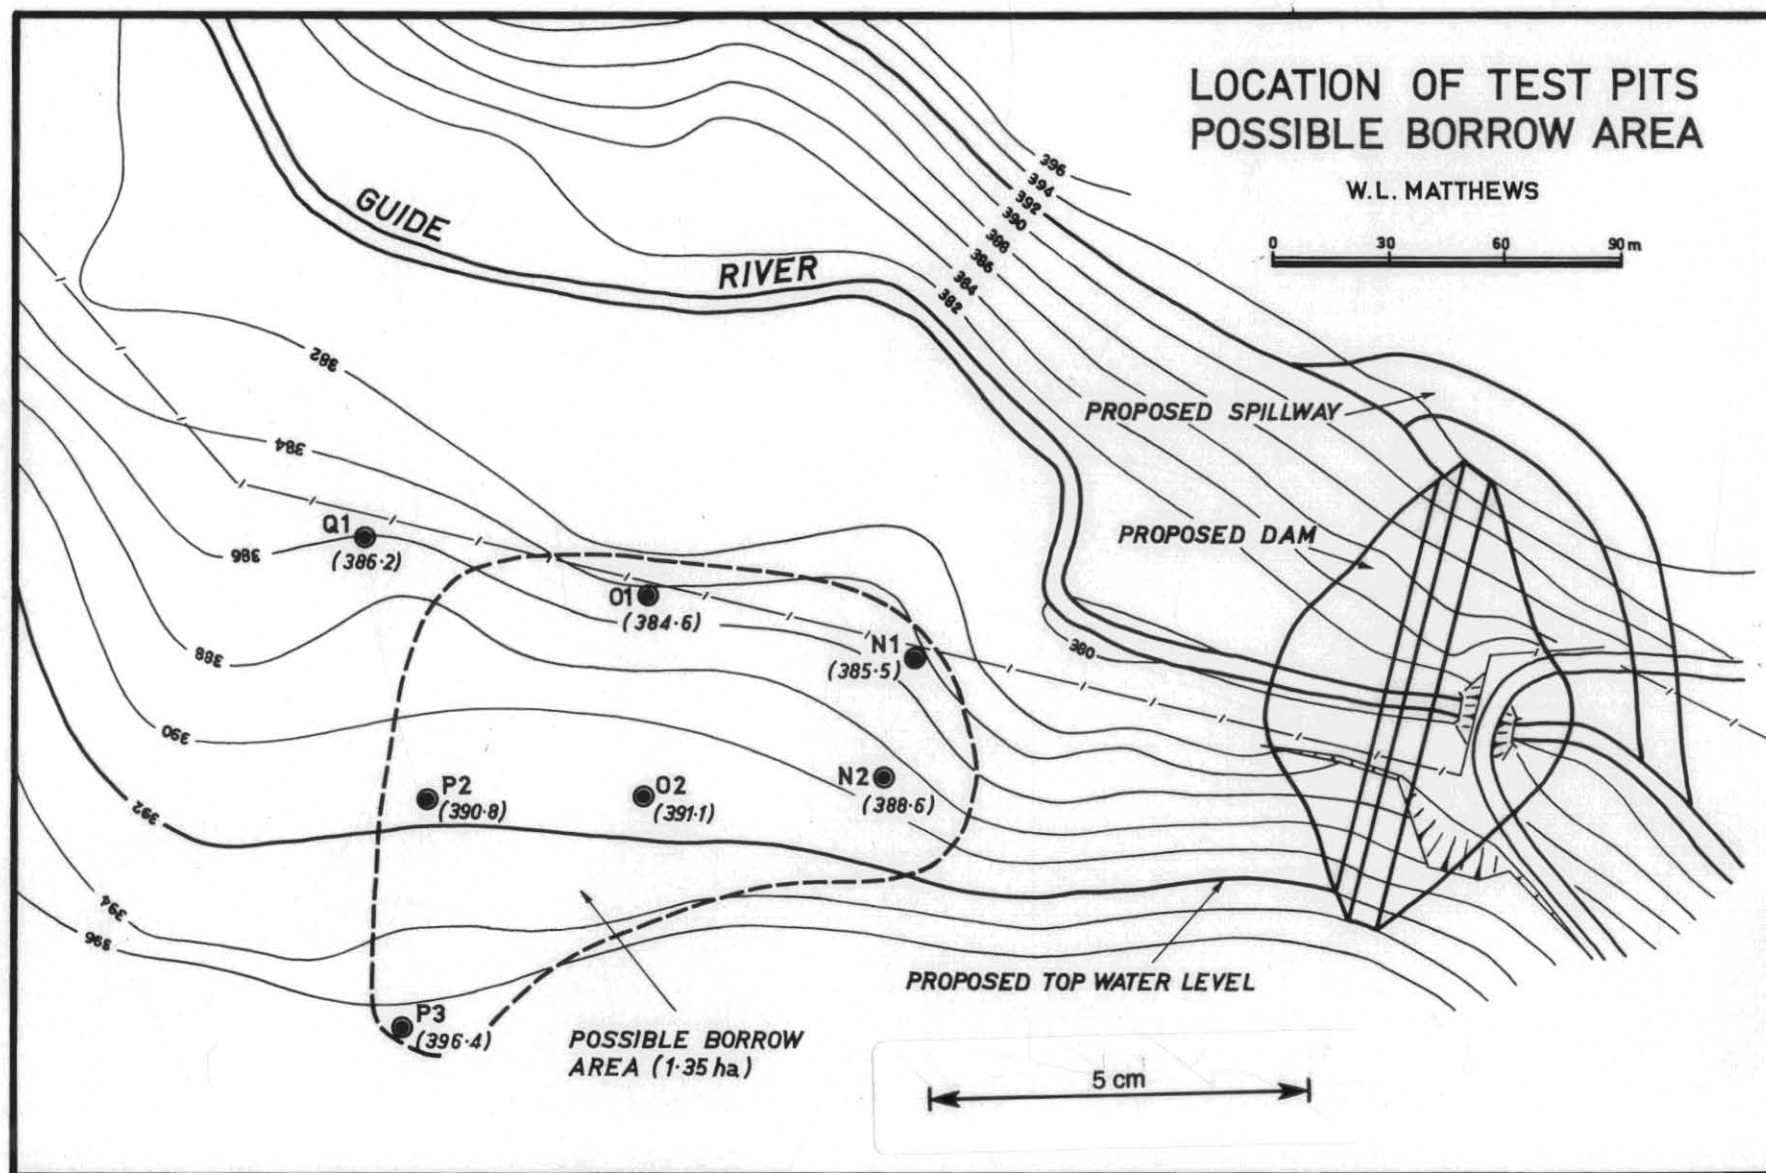 LOCATION OF TEST PITS
POSSIBLE BORROW AREA
W.L. MATTHEWS
0 30 60 90m
GUIDE
RIVER
396
394
392
390
388
386
384
382
382
384
386
388
390
392
394
396
380
PROPOSED SPILLWAY
PROPOSED DAM
Q1
(386·2)
O1
(384·6)
N1
(385·5)
P2
(390·8)
O2
(391·1)
N2
(388·6)
P3
(396·4)
PROPOSED TOP WATER LEVEL
POSSIBLE BORROW
AREA (1·35 ha)
5 cm